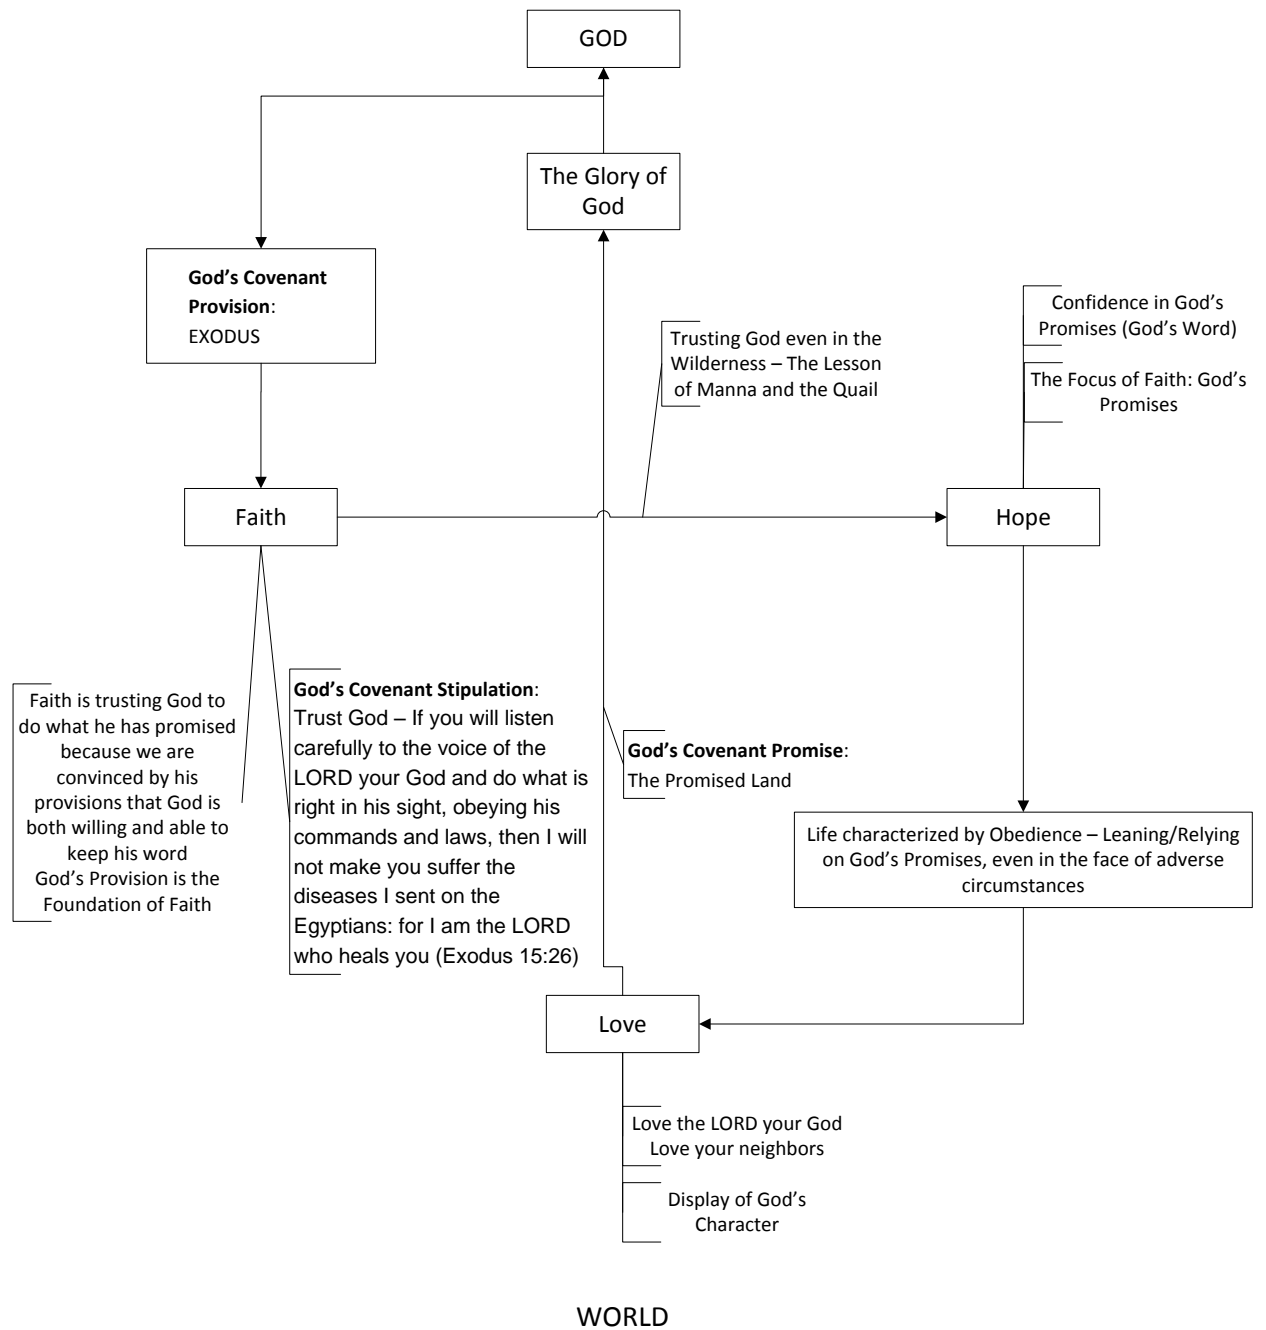 GOD
The Glory of
God
God’s Covenant
Provision:
EXODUS
Trusting God even in the
Wilderness – The Lesson
of Manna and the Quail
Confidence in God’s
Promises (God’s Word)
The Focus of Faith: God’s
Promises
Faith
Hope
Faith is trusting God to
do what he has promised
because we are
convinced by his
provisions that God is
both willing and able to
keep his word
God’s Provision is the
Foundation of Faith
God’s Covenant Stipulation:
Trust God – If you will listen
carefully to the voice of the
LORD your God and do what is
right in his sight, obeying his
commands and laws, then I will
not make you suffer the
diseases I sent on the
Egyptians: for I am the LORD
who heals you (Exodus 15:26)
God’s Covenant Promise:
The Promised Land
Life characterized by Obedience – Leaning/Relying
on God’s Promises, even in the face of adverse
circumstances
Love
Love the LORD your God
Love your neighbors
Display of God’s
Character
WORLD